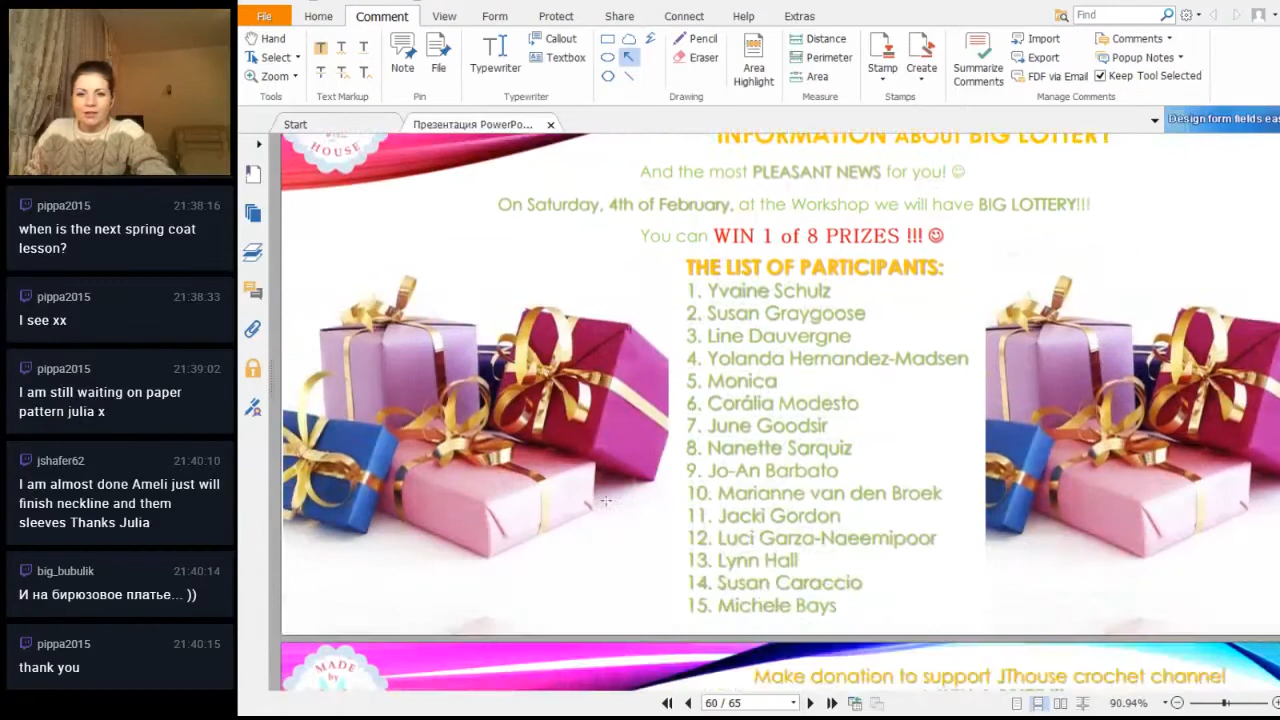 pippa2015 21:38:16
when is the next spring coat
lesson?
pippa2015 21:38:33
I see xx
pippa2015 21:39:02
I am still waiting on paper
pattern julia x
jshafer62 21:40:10
I am almost done Ameli just will
finish neckline and them
sleeves Thanks Julia
big_bubulik 21:40:14
И на бирюзовое платье... ))
pippa2015 21:40:15
thank you
File Home Comment View Form Protect Share Connect Help Extras Find
Hand
Select
Zoom
Tools
Text Markup
Note File
Pin
Typewriter
Callout
Textbox
Typewriter
Pencil
Eraser
Area
Highlight
Drawing
Distance
Perimeter
Area
Measure
Stamp Create
Stamps
Summarize
Comments
Import
Export
FDF via Email
Comments
Popup Notes
Keep Tool Selected
Manage Comments
Start Презентация PowerPo... Design form fields eas
HOUSE
INFORMATION ABOUT BIG LOTTERY
And the most PLEASANT NEWS for you! ☺
On Saturday, 4th of February, at the Workshop we will have BIG LOTTERY!!!
You can WIN 1 of 8 PRIZES !!! ☺
THE LIST OF PARTICIPANTS:
1. Yvaine Schulz
2. Susan Graygoose
3. Line Dauvergne
4. Yolanda Hernandez-Madsen
5. Monica
6. Corália Modesto
7. June Goodsir
8. Nanette Sarquiz
9. Jo-An Barbato
10. Marianne van den Broek
11. Jacki Gordon
12. Luci Garza-Naeemipoor
13. Lynn Hall
14. Susan Caraccio
15. Michele Bays
MADE
Make donation to support JThouse crochet channel
60 / 65 90.94%